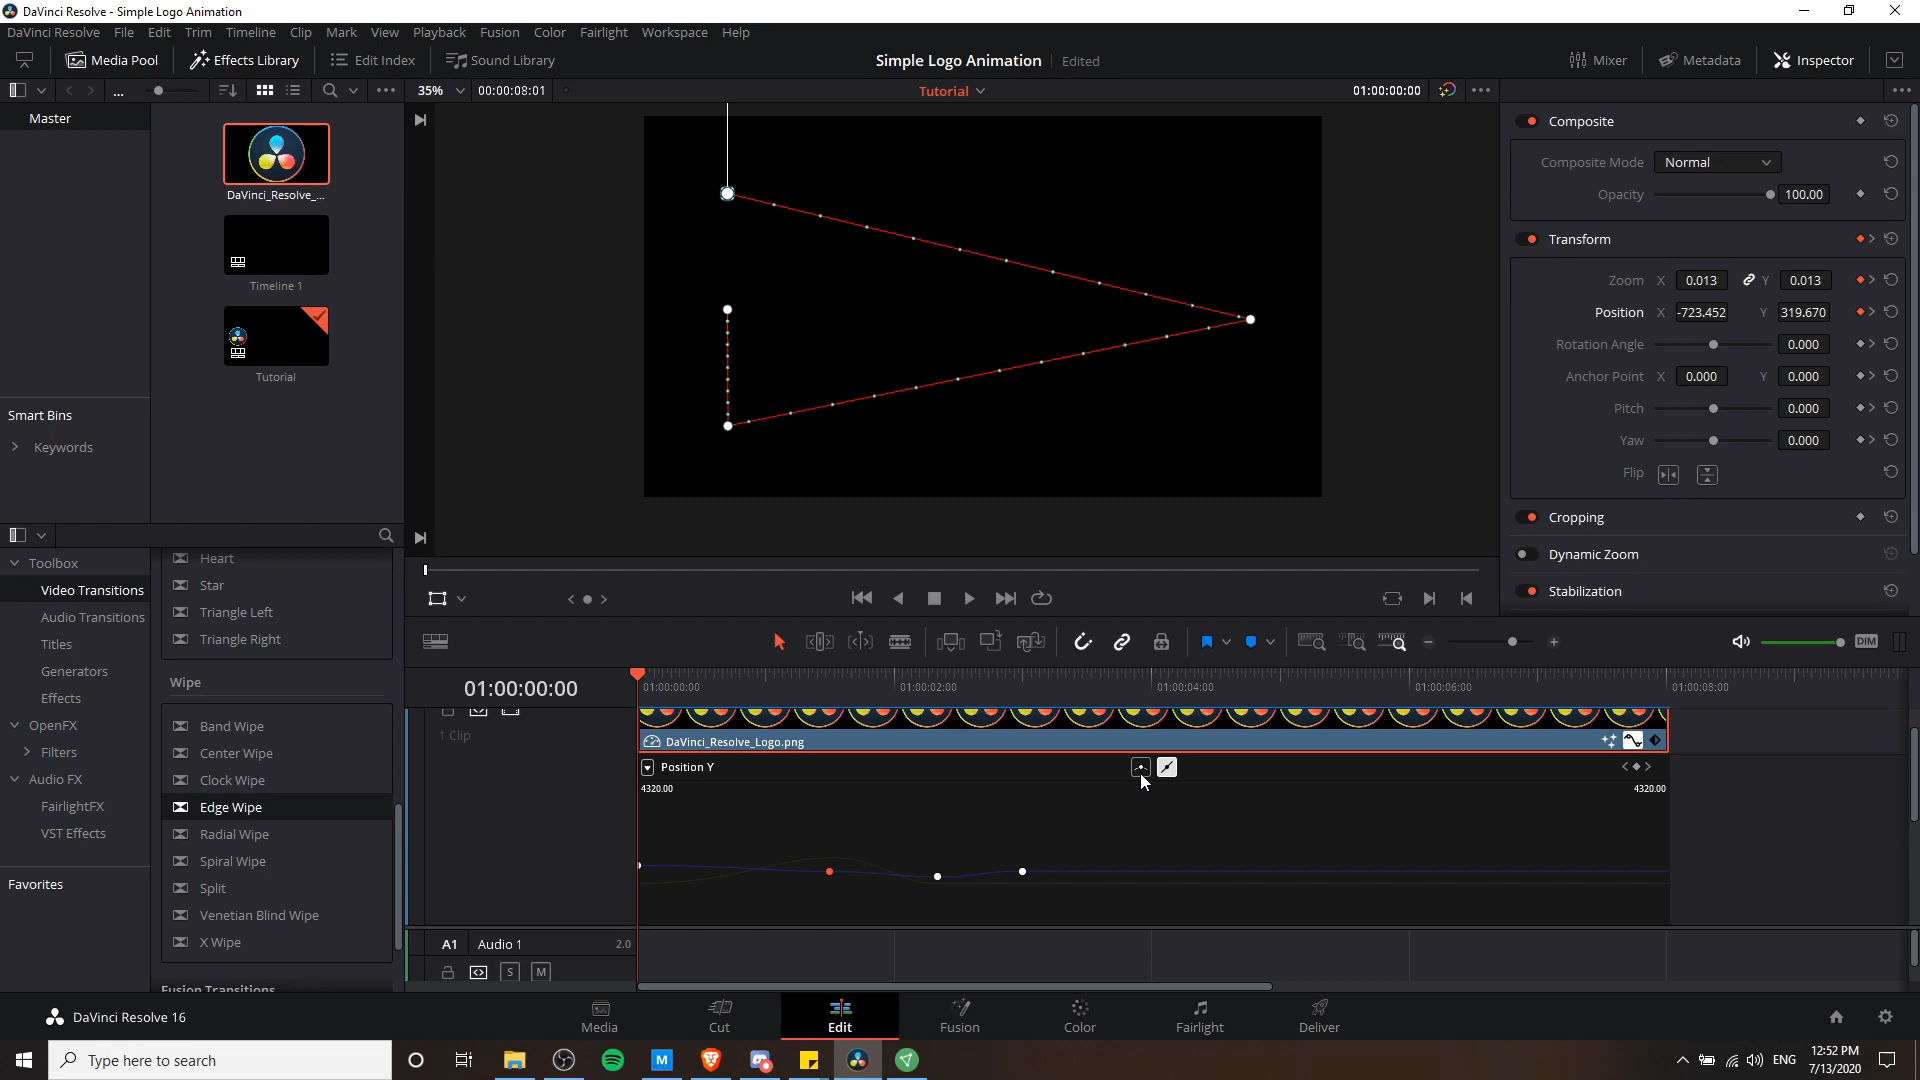 DaVinci Resolve - Simple Logo Animation
DaVinci Resolve File Edit Trim Timeline Clip Mark View Playback Fusion Color Fairlight Workspace Help
Media Pool Effects Library Edit Index Sound Library Simple Logo Animation Edited Mixer Metadata Inspector
... 35% 00:00:08:01 Tutorial 01:00:00:00
Master
DaVinci_Resolve_...
Timeline 1
Tutorial
Smart Bins
Keywords
Composite
Composite Mode Normal
Opacity 100.00
Transform
Zoom X 0.013 Y 0.013
Position X -723.452 Y 319.670
Rotation Angle 0.000
Anchor Point X 0.000 Y 0.000
Pitch 0.000
Yaw 0.000
Flip
Cropping
Dynamic Zoom
Stabilization
Toolbox
Video Transitions
Audio Transitions
Titles
Generators
Effects
OpenFX
Filters
Audio FX
FairlightFX
VST Effects
Favorites
Heart
Star
Triangle Left
Triangle Right
Wipe
Band Wipe
Center Wipe
Clock Wipe
Edge Wipe
Radial Wipe
Spiral Wipe
Split
Venetian Blind Wipe
X Wipe
Fusion Transitions
DIM
01:00:00:00
01:00:00:00 01:00:02:00 01:00:04:00 01:00:06:00 01:00:08:00
1 Clip
DaVinci_Resolve_Logo.png
Position Y
4320.00 4320.00
A1 Audio 1 2.0
S M
DaVinci Resolve 16
Media Cut Edit Fusion Color Fairlight Deliver
Type here to search
M
ENG
12:52 PM
7/13/2020